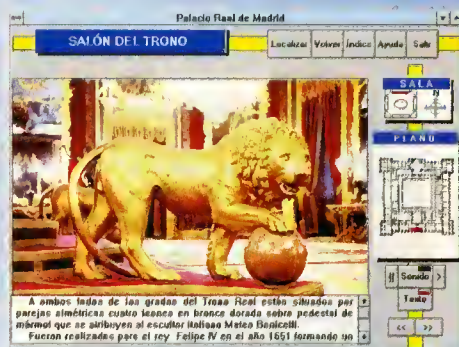 Palacio Real de Madrid
SALÓN DEL TRONO
Localizar Volver Indice Ayuda Salir
SALA
N
PLANO
|| Sonido >
Texto
<< >>
A ambos lados de las gradas del Trono Real están situados por
parejas simétricas cuatro leones en bronce dorado sobre pedestal de
mármol que se atribuyen al escultor italiano Mateo Bonicelli.
Fueron realizados para el rey Felipe IV en el año 1651 formando un